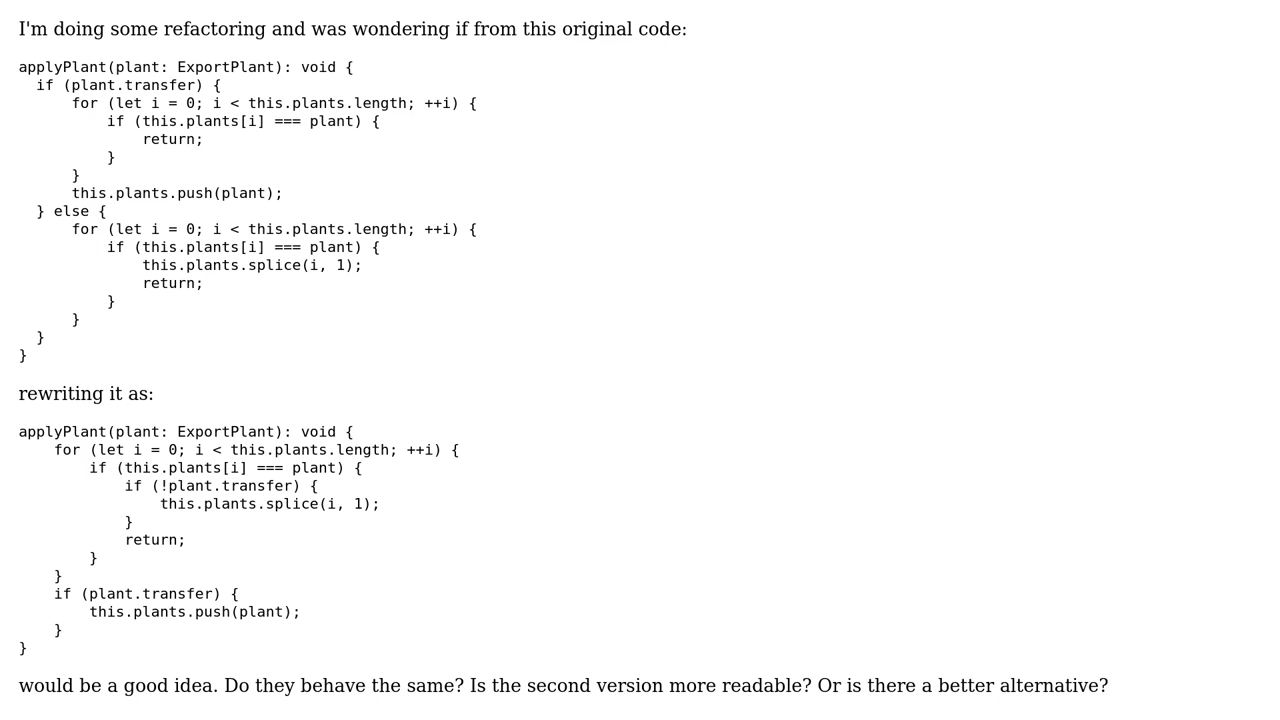 I'm doing some refactoring and was wondering if from this original code:
applyPlant(plant: ExportPlant): void {
  if (plant.transfer) {
      for (let i = 0; i < this.plants.length; ++i) {
          if (this.plants[i] === plant) {
              return;
          }
      }
      this.plants.push(plant);
  } else {
      for (let i = 0; i < this.plants.length; ++i) {
          if (this.plants[i] === plant) {
              this.plants.splice(i, 1);
              return;
          }
      }
  }
}
rewriting it as:
applyPlant(plant: ExportPlant): void {
    for (let i = 0; i < this.plants.length; ++i) {
        if (this.plants[i] === plant) {
            if (!plant.transfer) {
                this.plants.splice(i, 1);
            }
            return;
        }
    }
    if (plant.transfer) {
        this.plants.push(plant);
    }
}
would be a good idea. Do they behave the same? Is the second version more readable? Or is there a better alternative?